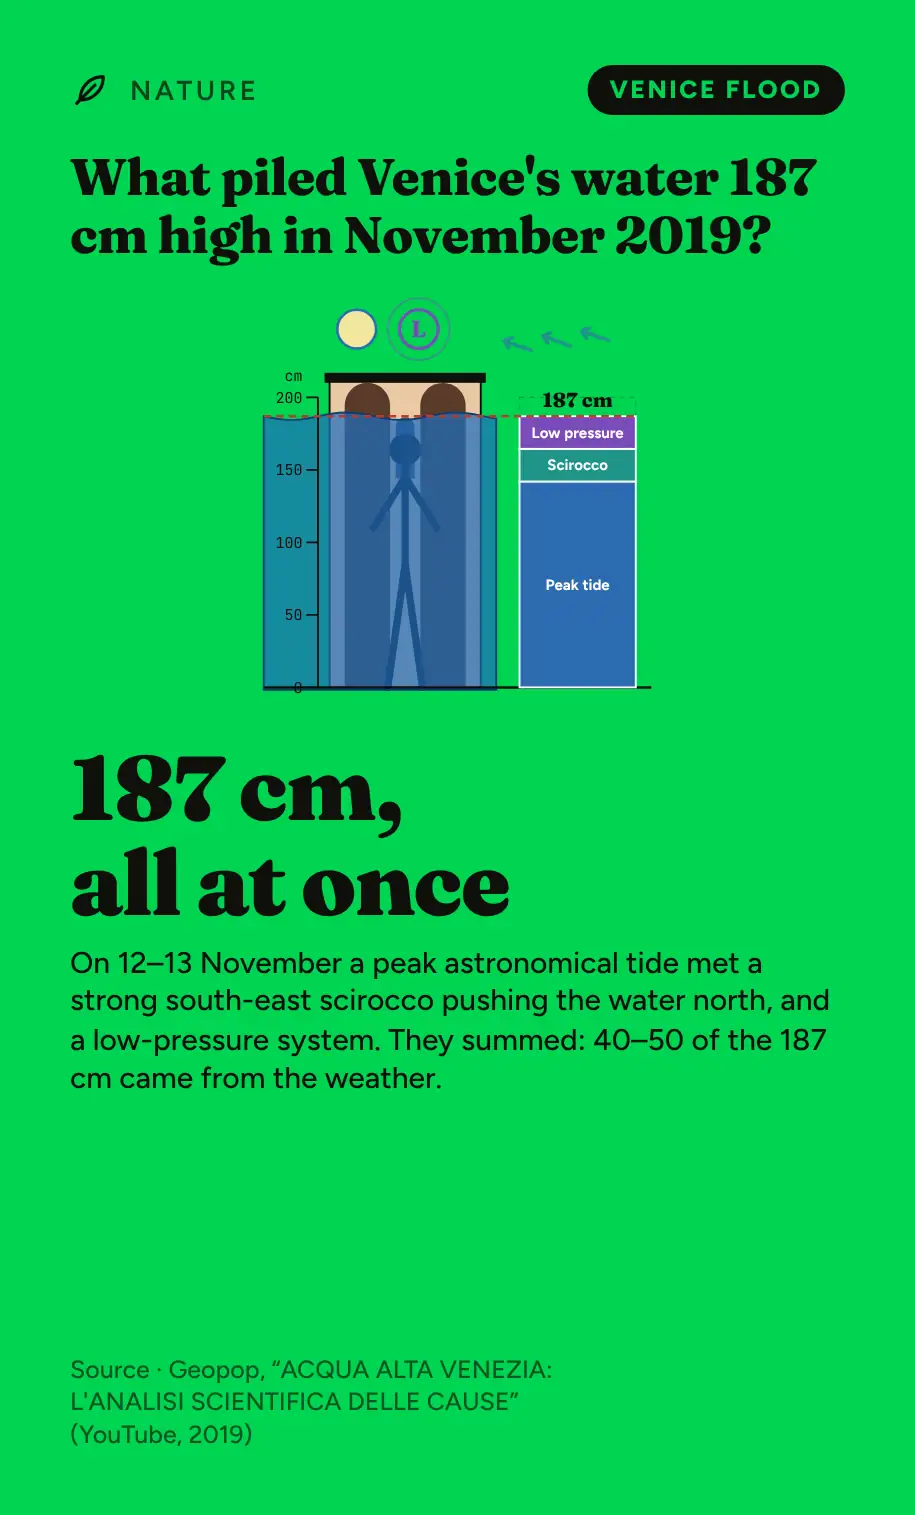 NATURE
VENICE FLOOD
What piled Venice's water 187
cm high in November 2019?
L
cm
200
150
100
50
0
187 cm
Low pressure
Scirocco
Peak tide
187 cm,
all at once
On 12–13 November a peak astronomical tide met a
strong south-east scirocco pushing the water north, and
a low-pressure system. They summed: 40–50 of the 187
cm came from the weather.
Source · Geopop, “ACQUA ALTA VENEZIA:
L'ANALISI SCIENTIFICA DELLE CAUSE”
(YouTube, 2019)